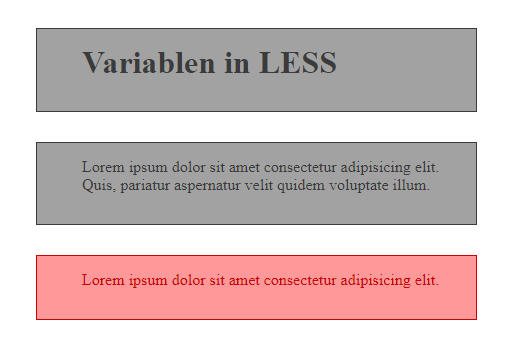 Variablen in LESS
Lorem ipsum dolor sit amet consectetur adipisicing elit.
Quis, pariatur aspernatur velit quidem voluptate illum.
Lorem ipsum dolor sit amet consectetur adipisicing elit.